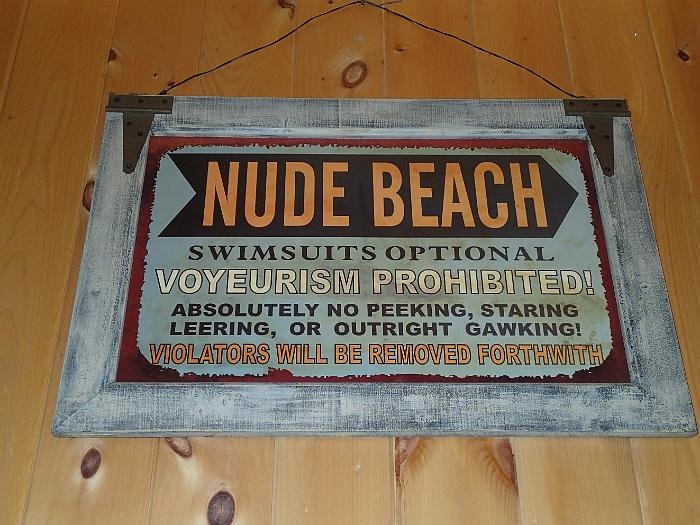 NUDE BEACH
SWIMSUITS OPTIONAL
VOYEURISM PROHIBITED!
ABSOLUTELY NO PEEKING, STARING
LEERING, OR OUTRIGHT GAWKING!
VIOLATORS WILL BE REMOVED FORTHWITH